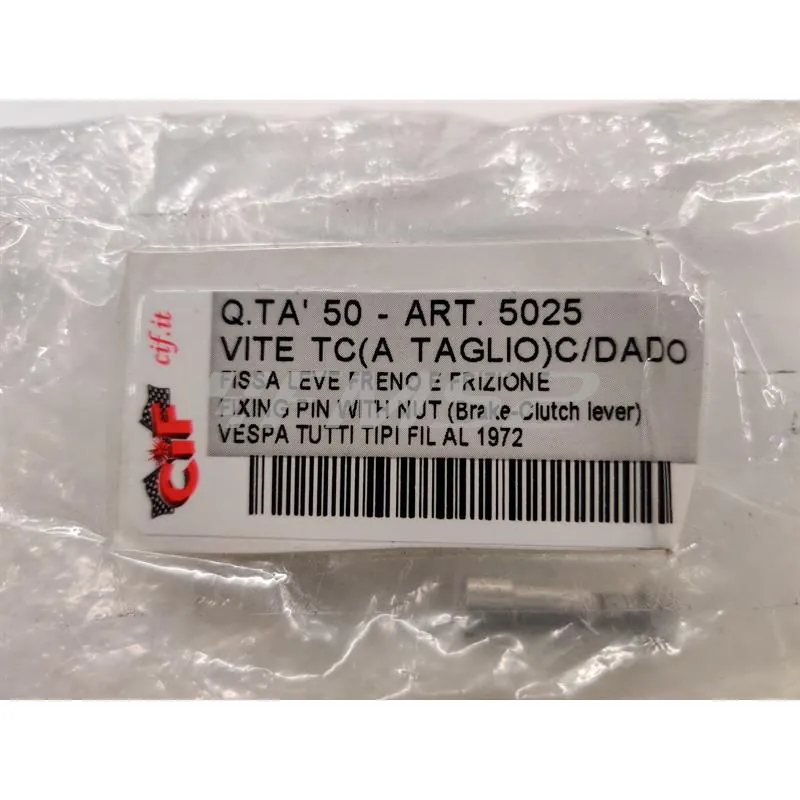 Q.TA' 50 - ART. 5025
VITE TC(A TAGLIO)C/DADO
FISSA LEVE FRENO E FRIZIONE
FIXING PIN WITH NUT (Brake-Clutch lever)
VESPA TUTTI TIPI FIL AL 1972
cif.it
CIF